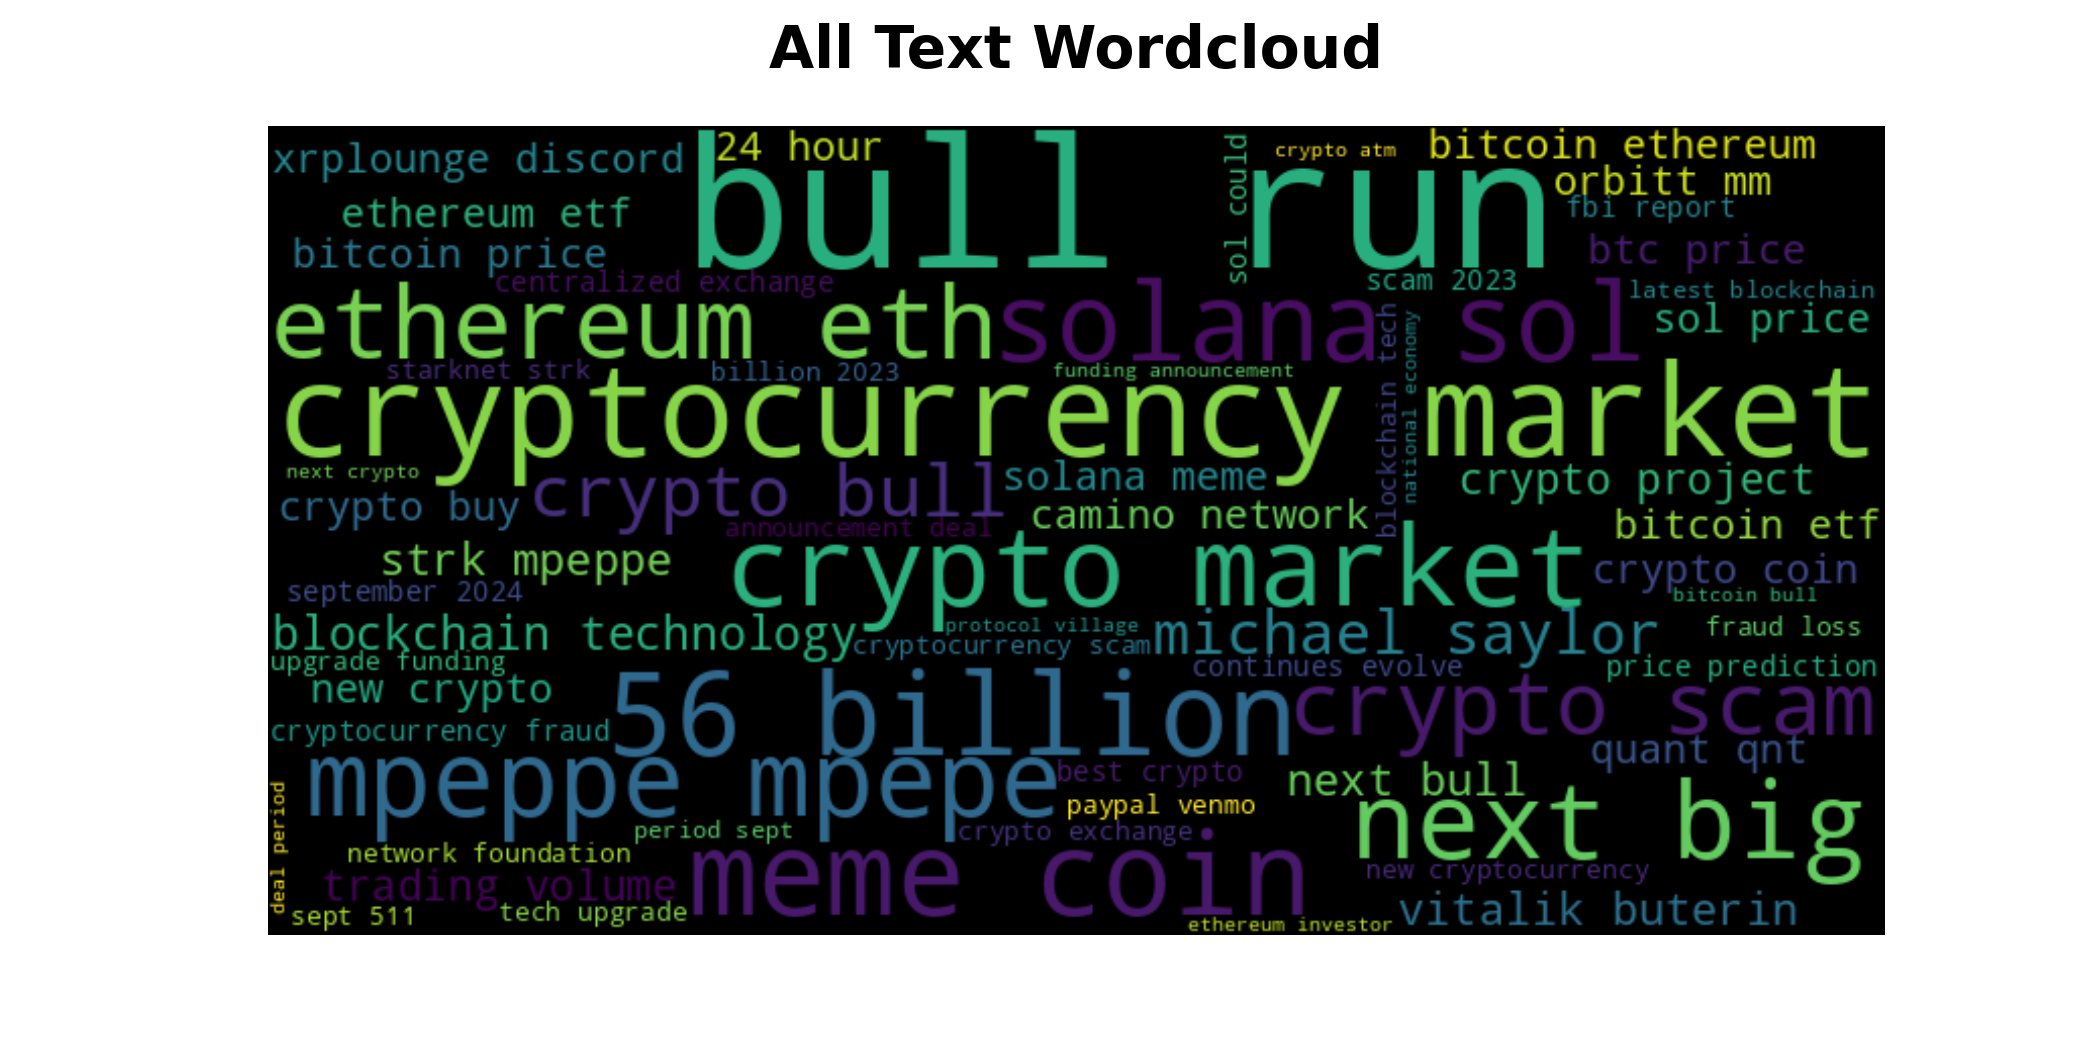 All Text Wordcloud
xrplounge discord
24 hour
bull run
sol could
crypto atm
bitcoin ethereum
orbitt mm
fbi report
ethereum etf
bitcoin price
btc price
centralized exchange
scam 2023
latest blockchain
ethereum eth
solana sol
sol price
starknet strk
billion 2023
funding announcement
blockchain tech
national economy
cryptocurrency market
next crypto
crypto buy
crypto bull
solana meme
crypto project
announcement deal
camino network
bitcoin etf
strk mpeppe
crypto market
crypto coin
september 2024
bitcoin bull
blockchain technology
protocol village
cryptocurrency scam
michael saylor
fraud loss
upgrade funding
continues evolve
price prediction
new crypto
56 billion
crypto scam
cryptocurrency fraud
quant qnt
mpeppe mpepe
best crypto
next bull
paypal venmo
next big
deal period
period sept
crypto exchange
network foundation
meme coin
trading volume
new cryptocurrency
sept 511
tech upgrade
ethereum investor
vitalik buterin